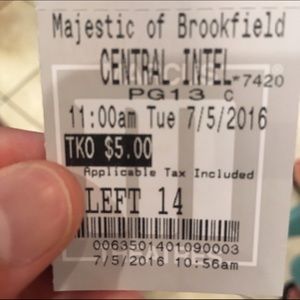 Majestic of Brookfield
CENTRAL INTEL *7420
PG13 C
11:00am Tue 7/5/2016
TKO $5.00
Applicable Tax Included
LEFT 14
0063501401090003
7/5/2016 10:56am